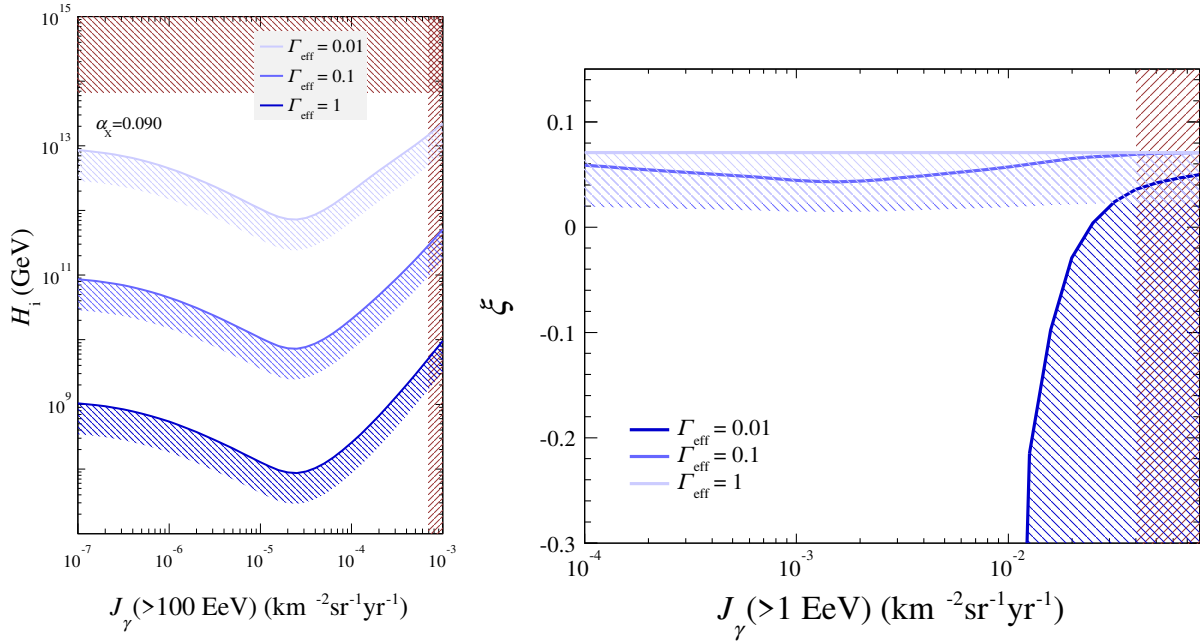 10^15
10^13
10^11
10^9
H_i (GeV)
Γ_eff = 0.01
Γ_eff = 0.1
Γ_eff = 1
α_X=0.090
10^-7
10^-6
10^-5
10^-4
10^-3
J_γ(>100 EeV) (km ^-2sr^-1yr^-1)
0.1
0
-0.1
-0.2
-0.3
ξ
Γ_eff = 0.01
Γ_eff = 0.1
Γ_eff = 1
10^-4
10^-3
10^-2
J_γ(>1 EeV) (km ^-2sr^-1yr^-1)